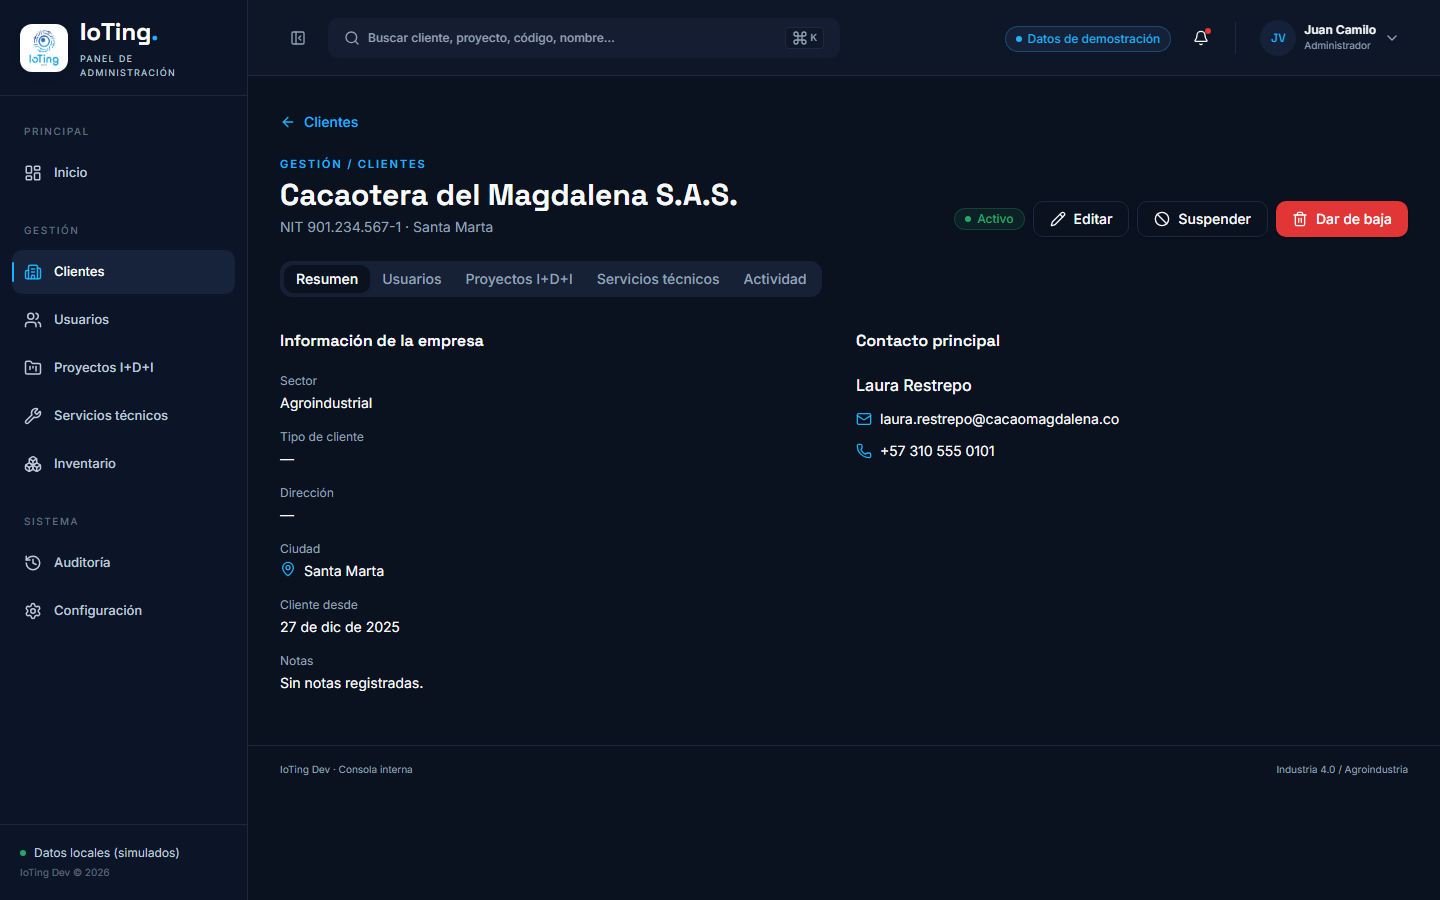 IoTing
IoTing.
PANEL DE
ADMINISTRACIÓN
PRINCIPAL
Inicio
GESTIÓN
Clientes
Usuarios
Proyectos I+D+I
Servicios técnicos
Inventario
SISTEMA
Auditoría
Configuración
Datos locales (simulados)
IoTing Dev © 2026
Buscar cliente, proyecto, código, nombre...
⌘ K
Datos de demostración
JV
Juan Camilo
Administrador
Clientes
GESTIÓN / CLIENTES
Cacaotera del Magdalena S.A.S.
NIT 901.234.567-1 · Santa Marta
Activo
Editar
Suspender
Dar de baja
Resumen
Usuarios
Proyectos I+D+I
Servicios técnicos
Actividad
Información de la empresa
Sector
Agroindustrial
Tipo de cliente
—
Dirección
—
Ciudad
Santa Marta
Cliente desde
27 de dic de 2025
Notas
Sin notas registradas.
Contacto principal
Laura Restrepo
laura.restrepo@cacaomagdalena.co
+57 310 555 0101
IoTing Dev · Consola interna
Industria 4.0 / Agroindustria